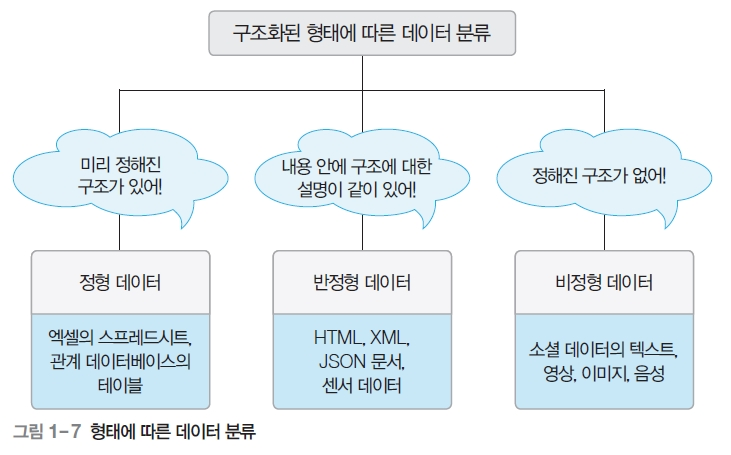 구조화된 형태에 따른 데이터 분류
미리 정해진
구조가 있어!
내용 안에 구조에 대한
설명이 같이 있어!
정해진 구조가 없어!
정형 데이터
엑셀의 스프레드시트,
관계 데이터베이스의
테이블
반정형 데이터
HTML, XML,
JSON 문서,
센서 데이터
비정형 데이터
소셜 데이터의 텍스트,
영상, 이미지, 음성
그림 1-7 형태에 따른 데이터 분류